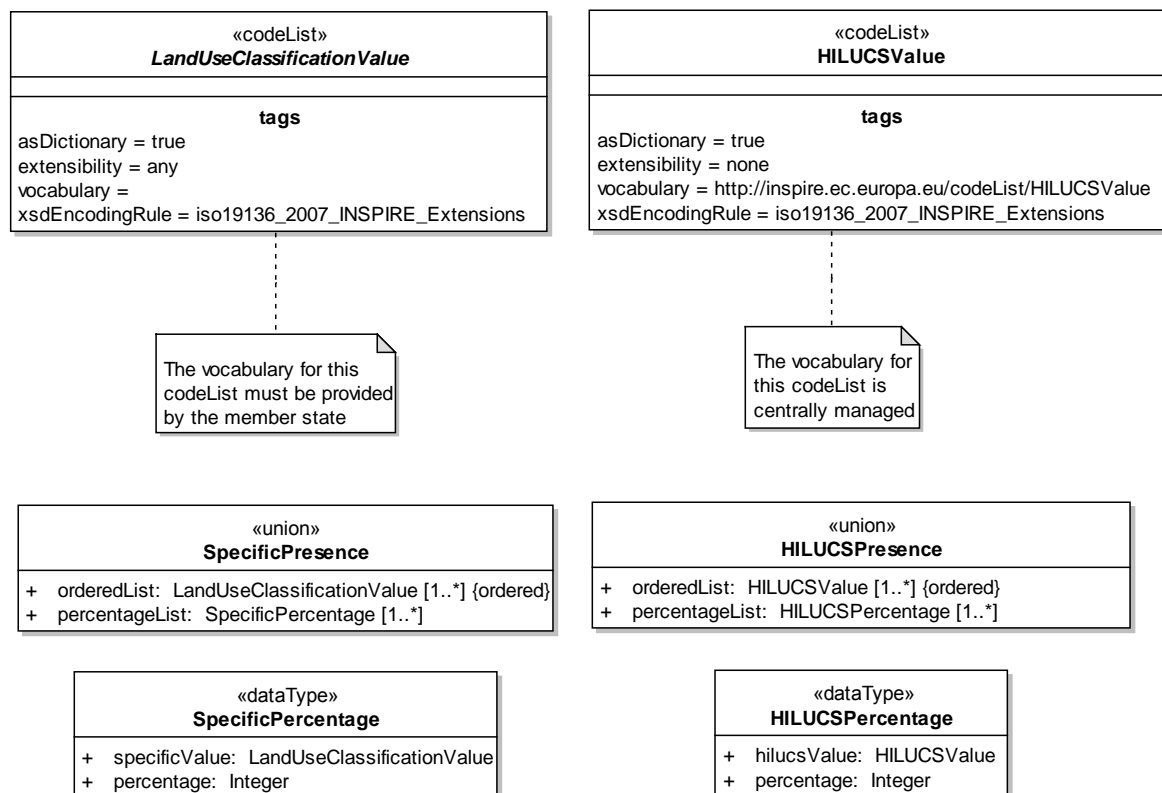 «codeList»
LandUseClassificationValue
tags
asDictionary = true
extensibility = any
vocabulary =
xsdEncodingRule = iso19136_2007_INSPIRE_Extensions
The vocabulary for this
codeList must be provided
by the member state
«codeList»
HILUCSValue
tags
asDictionary = true
extensibility = none
vocabulary = http://inspire.ec.europa.eu/codeList/HILUCSValue
xsdEncodingRule = iso19136_2007_INSPIRE_Extensions
The vocabulary for
this codeList is
centrally managed
«union»
SpecificPresence
+ orderedList: LandUseClassificationValue [1..*] {ordered}
+ percentageList: SpecificPercentage [1..*]
«union»
HILUCSPresence
+ orderedList: HILUCSValue [1..*] {ordered}
+ percentageList: HILUCSPercentage [1..*]
«dataType»
SpecificPercentage
+ specificValue: LandUseClassificationValue
+ percentage: Integer
«dataType»
HILUCSPercentage
+ hilucsValue: HILUCSValue
+ percentage: Integer